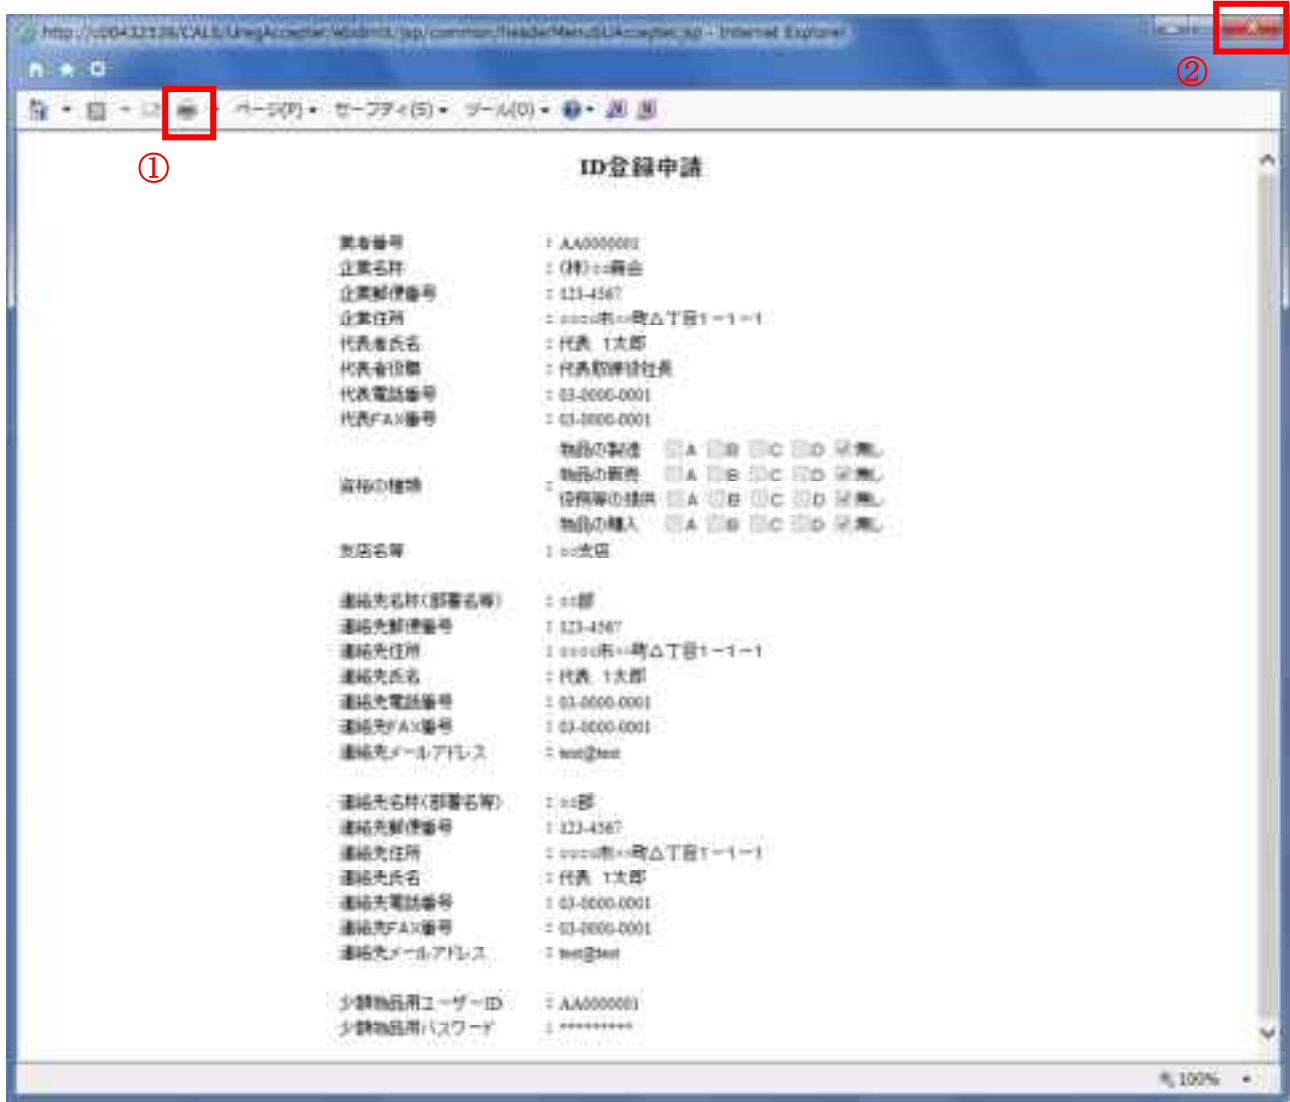 - Internet Explorer
②
ページ(P) セーフティ(S) ツール(O)
①
ID登録申請
業者番号 : AA0000001
企業名称 : (株)○○商会
企業郵便番号 : 123-4567
企業住所 : ○○○○市○○町△丁目1-1-1
代表者氏名 : 代表 1太郎
代表者役職 : 代表取締役社長
代表電話番号 : 03-0000-0001
代表FAX番号 : 03-0000-0001
資格の種類 :
物品の製造 A B C D 無し
物品の販売 A B C D 無し
役務等の提供 A B C D 無し
物品の購入 A B C D 無し
支店名等 : ○○支店
連絡先名称(部署名等) : ○○部
連絡先郵便番号 : 123-4567
連絡先住所 : ○○○○市○○町△丁目1-1-1
連絡先氏名 : 代表 1太郎
連絡先電話番号 : 03-0000-0001
連絡先FAX番号 : 03-0000-0001
連絡先メールアドレス : test@test
連絡先名称(部署名等) : ○○部
連絡先郵便番号 : 123-4567
連絡先住所 : ○○○○市○○町△丁目1-1-1
連絡先氏名 : 代表 1太郎
連絡先電話番号 : 03-0000-0001
連絡先FAX番号 : 03-0000-0001
連絡先メールアドレス : test@test
少額物品用ユーザーID : AA0000001
少額物品用パスワード : *********
100%